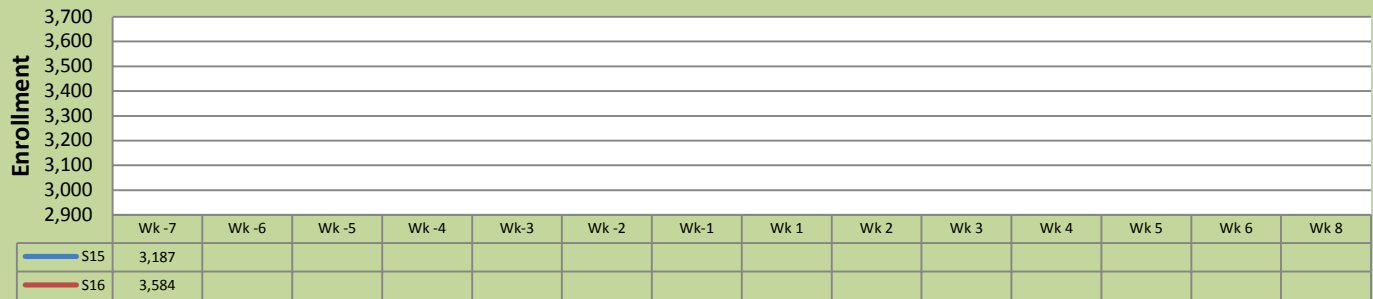 3,700
3,600
3,500
3,400
3,300
3,200
3,100
3,000
2,900
Enrollment
Wk -7 Wk -6 Wk -5 Wk -4 Wk-3 Wk -2 Wk-1 Wk 1 Wk 2 Wk 3 Wk 4 Wk 5 Wk 6 Wk 8
S15 3,187
S16 3,584